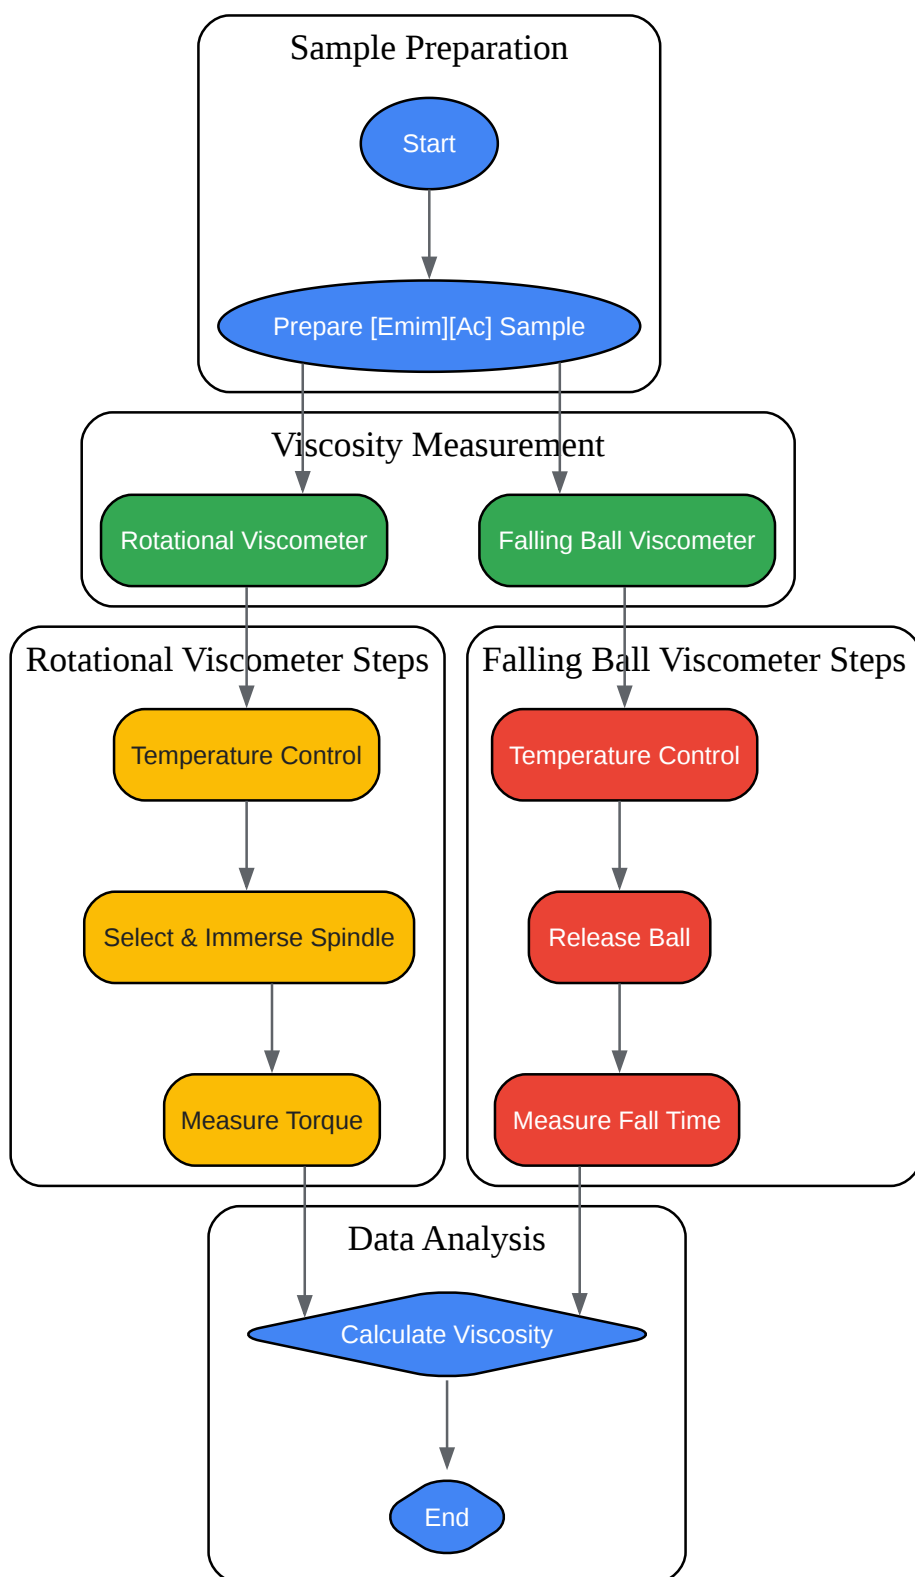 Sample Preparation
Start
Prepare [Emim][Ac] Sample
Viscosity Measurement
Rotational Viscometer
Falling Ball Viscometer
Rotational Viscometer Steps
Temperature Control
Select & Immerse Spindle
Measure Torque
Falling Ball Viscometer Steps
Temperature Control
Release Ball
Measure Fall Time
Data Analysis
Calculate Viscosity
End